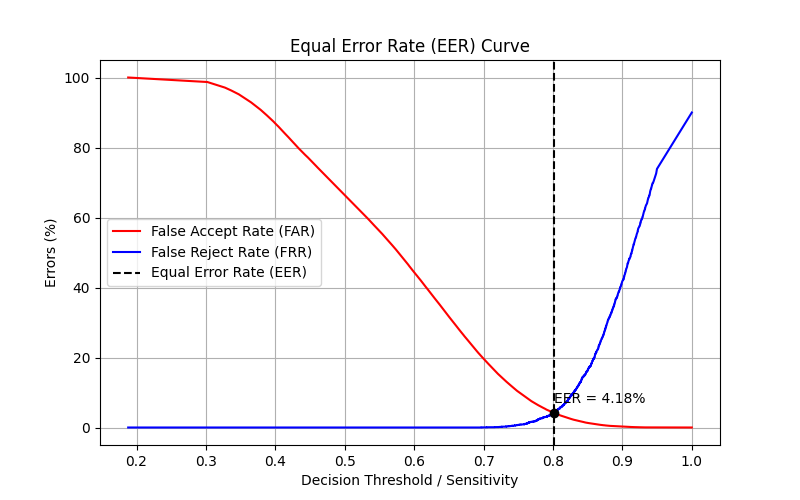 Equal Error Rate (EER) Curve
Errors (%)
100
80
60
40
20
0
False Accept Rate (FAR)
False Reject Rate (FRR)
Equal Error Rate (EER)
EER = 4.18%
0.2 0.3 0.4 0.5 0.6 0.7 0.8 0.9 1.0
Decision Threshold / Sensitivity